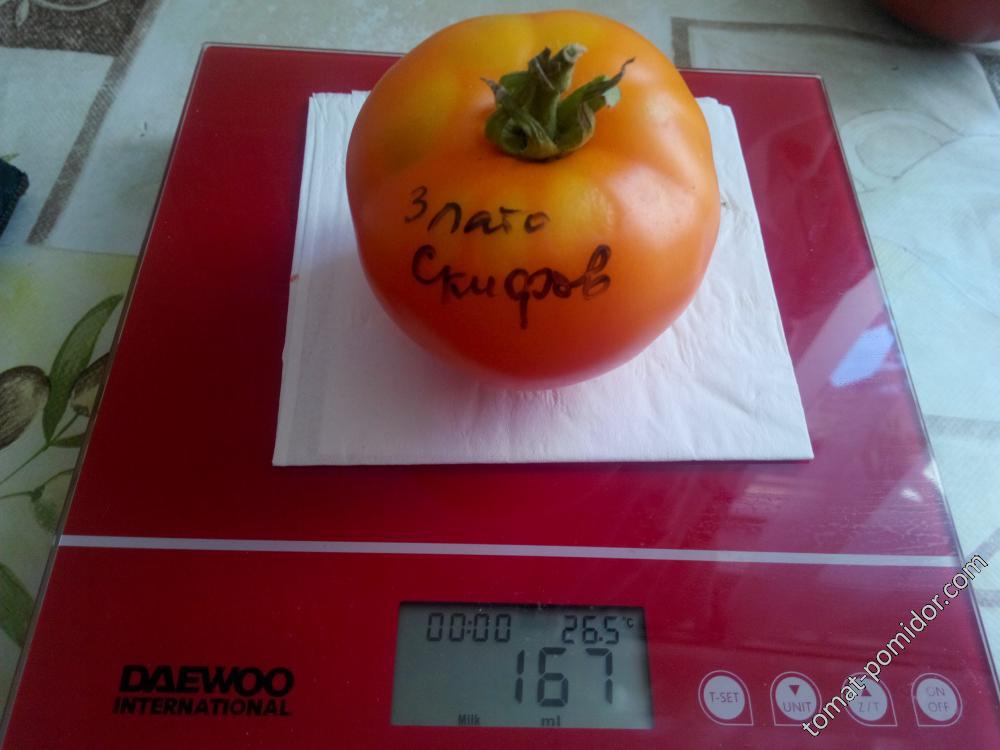 Злато
Скифов
00:00 26.5°C
167
Milk ml
DAEWOO
INTERNATIONAL
T-SET
▼ UNIT
▲ Z/T
ON OFF
tomat-pomidor.com